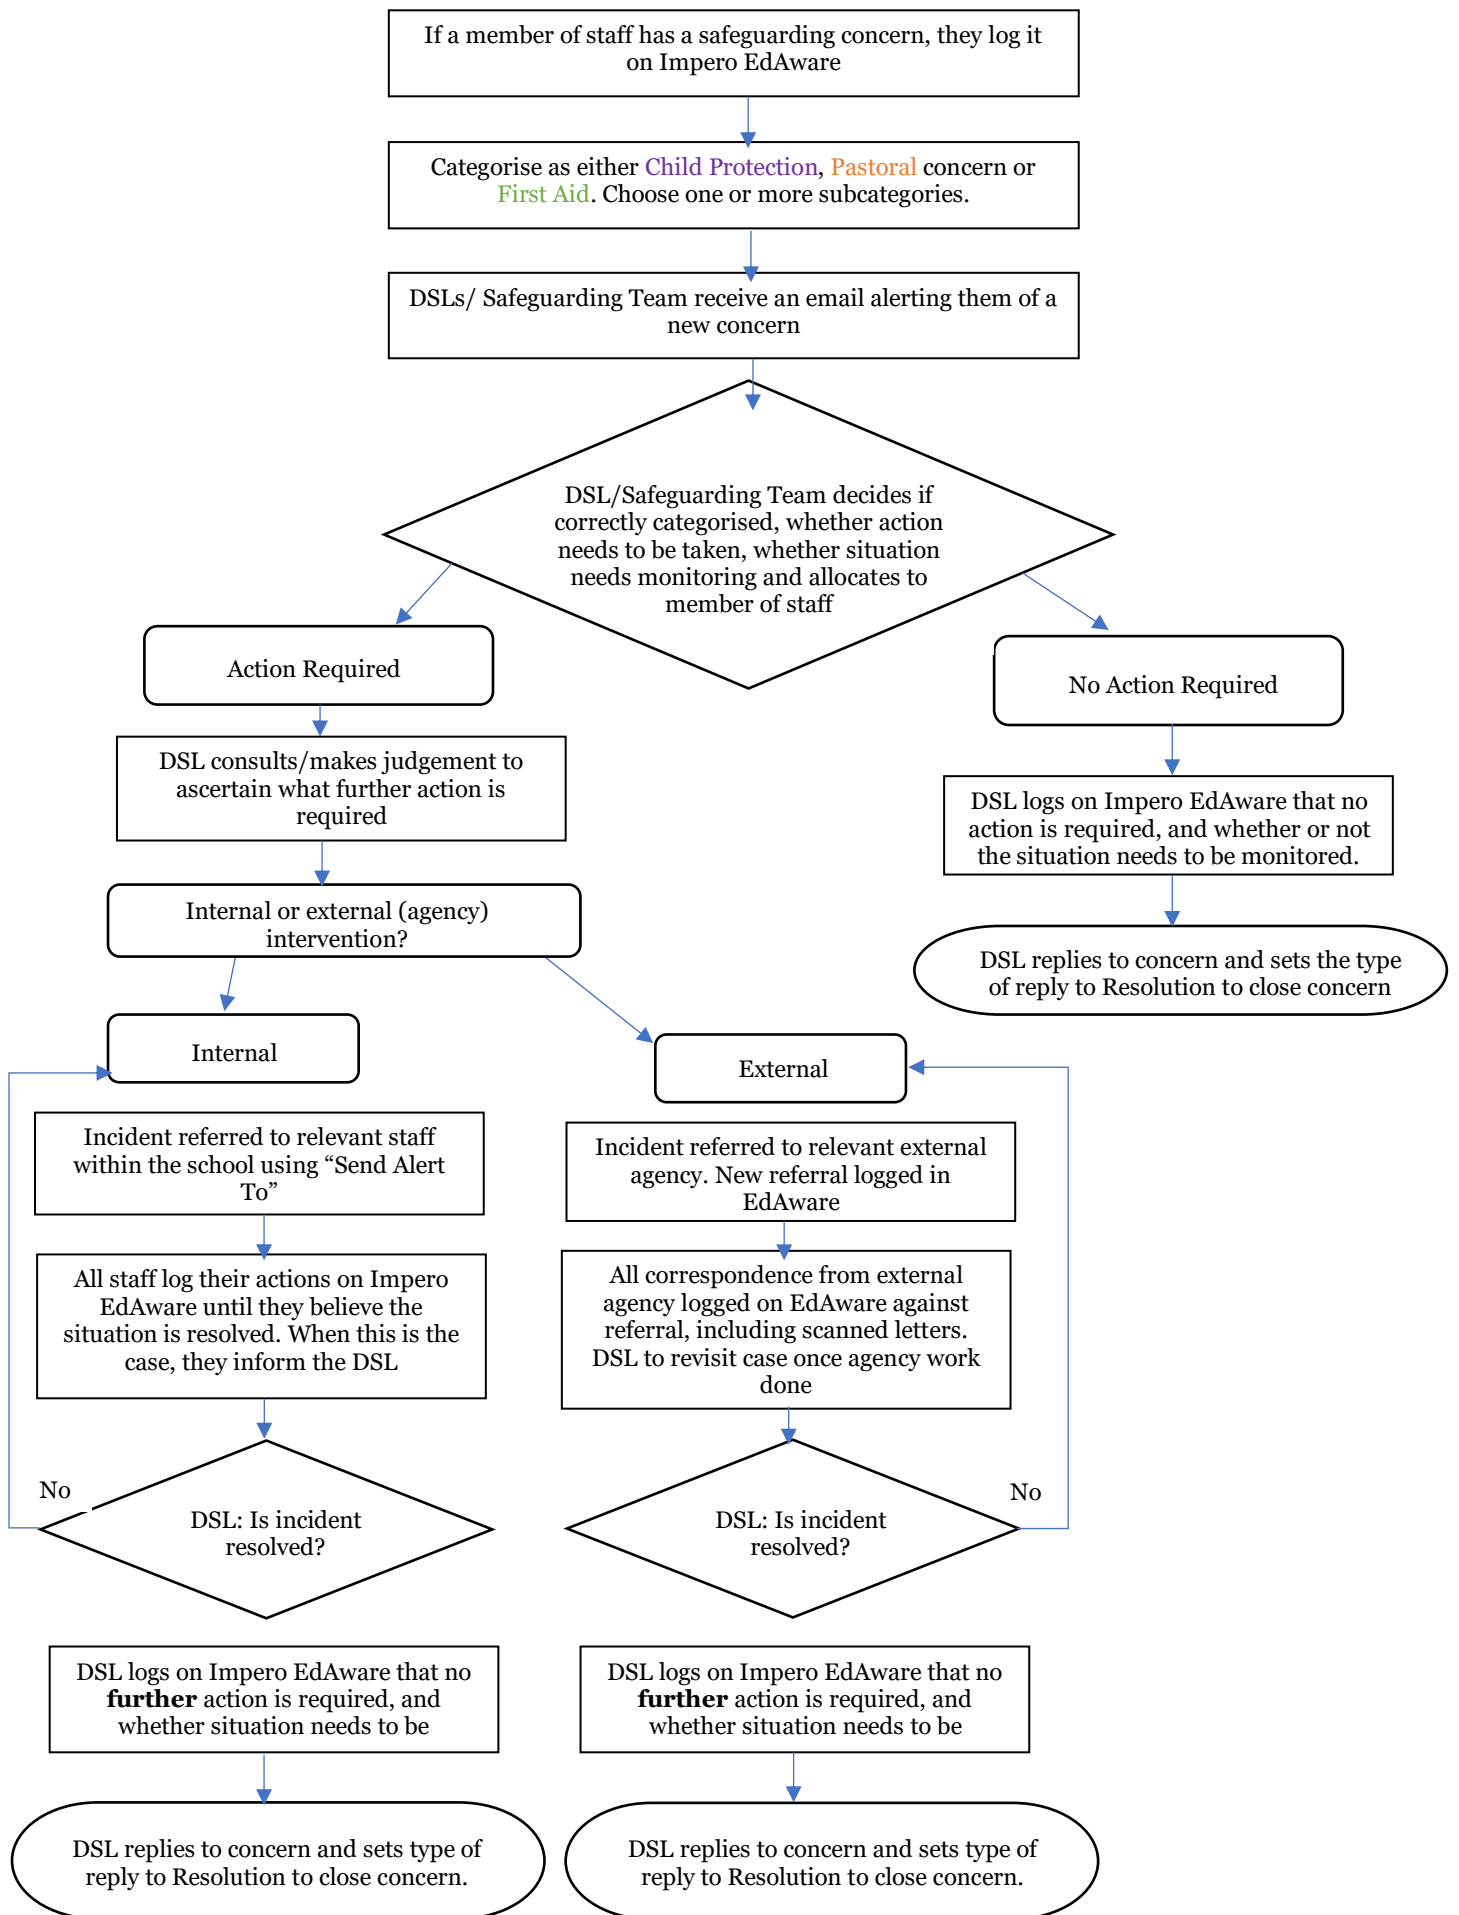 If a member of staff has a safeguarding concern, they log it
on Impero EdAware
Categorise as either Child Protection, Pastoral concern or
First Aid. Choose one or more subcategories.
DSLs/ Safeguarding Team receive an email alerting them of a
new concern
DSL/Safeguarding Team decides if
correctly categorised, whether action
needs to be taken, whether situation
needs monitoring and allocates to
member of staff
Action Required
No Action Required
DSL consults/makes judgement to
ascertain what further action is
required
DSL logs on Impero EdAware that no
action is required, and whether or not
the situation needs to be monitored.
Internal or external (agency)
intervention?
DSL replies to concern and sets the type
of reply to Resolution to close concern
Internal
External
Incident referred to relevant staff
within the school using “Send Alert
To”
Incident referred to relevant external
agency. New referral logged in
EdAware
All staff log their actions on Impero
EdAware until they believe the
situation is resolved. When this is the
case, they inform the DSL
All correspondence from external
agency logged on EdAware against
referral, including scanned letters.
DSL to revisit case once agency work
done
No
DSL: Is incident
resolved?
No
DSL: Is incident
resolved?
DSL logs on Impero EdAware that no
further action is required, and
whether situation needs to be
DSL logs on Impero EdAware that no
further action is required, and
whether situation needs to be
DSL replies to concern and sets type of
reply to Resolution to close concern.
DSL replies to concern and sets type of
reply to Resolution to close concern.